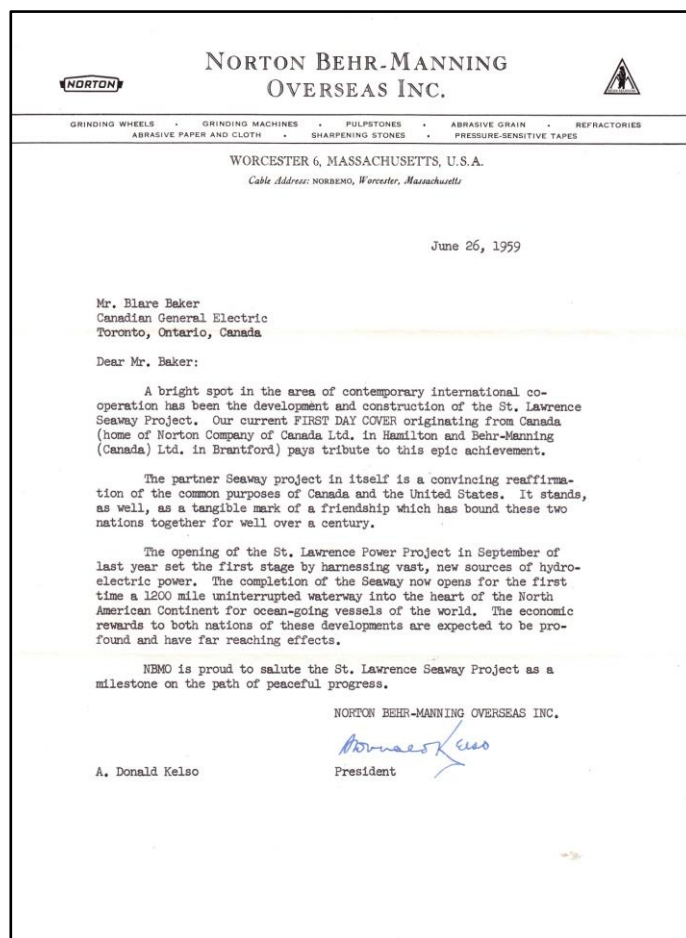 NORTON BEHR-MANNING
OVERSEAS INC.
NORTON
GRINDING WHEELS • GRINDING MACHINES • PULPSTONES • ABRASIVE GRAIN • REFRACTORIES
ABRASIVE PAPER AND CLOTH • SHARPENING STONES • PRESSURE-SENSITIVE TAPES
WORCESTER 6, MASSACHUSETTS, U.S.A.
Cable Address: NORBEMO, Worcester, Massachusetts
June 26, 1959
Mr. Blare Baker
Canadian General Electric
Toronto, Ontario, Canada
Dear Mr. Baker:
A bright spot in the area of contemporary international co-
operation has been the development and construction of the St. Lawrence
Seaway Project. Our current FIRST DAY COVER originating from Canada
(home of Norton Company of Canada Ltd. in Hamilton and Behr-Manning
(Canada) Ltd. in Brantford) pays tribute to this epic achievement.
The partner Seaway project in itself is a convincing reaffirma-
tion of the common purposes of Canada and the United States. It stands,
as well, as a tangible mark of a friendship which has bound these two
nations together for well over a century.
The opening of the St. Lawrence Power Project in September of
last year set the first stage by harnessing vast, new sources of hydro-
electric power. The completion of the Seaway now opens for the first
time a 1200 mile uninterrupted waterway into the heart of the North
American Continent for ocean-going vessels of the world. The economic
rewards to both nations of these developments are expected to be pro-
found and have far reaching effects.
NBMO is proud to salute the St. Lawrence Seaway Project as a
milestone on the path of peaceful progress.
NORTON BEHR-MANNING OVERSEAS INC.
A Donald Kelso
A. Donald Kelso President